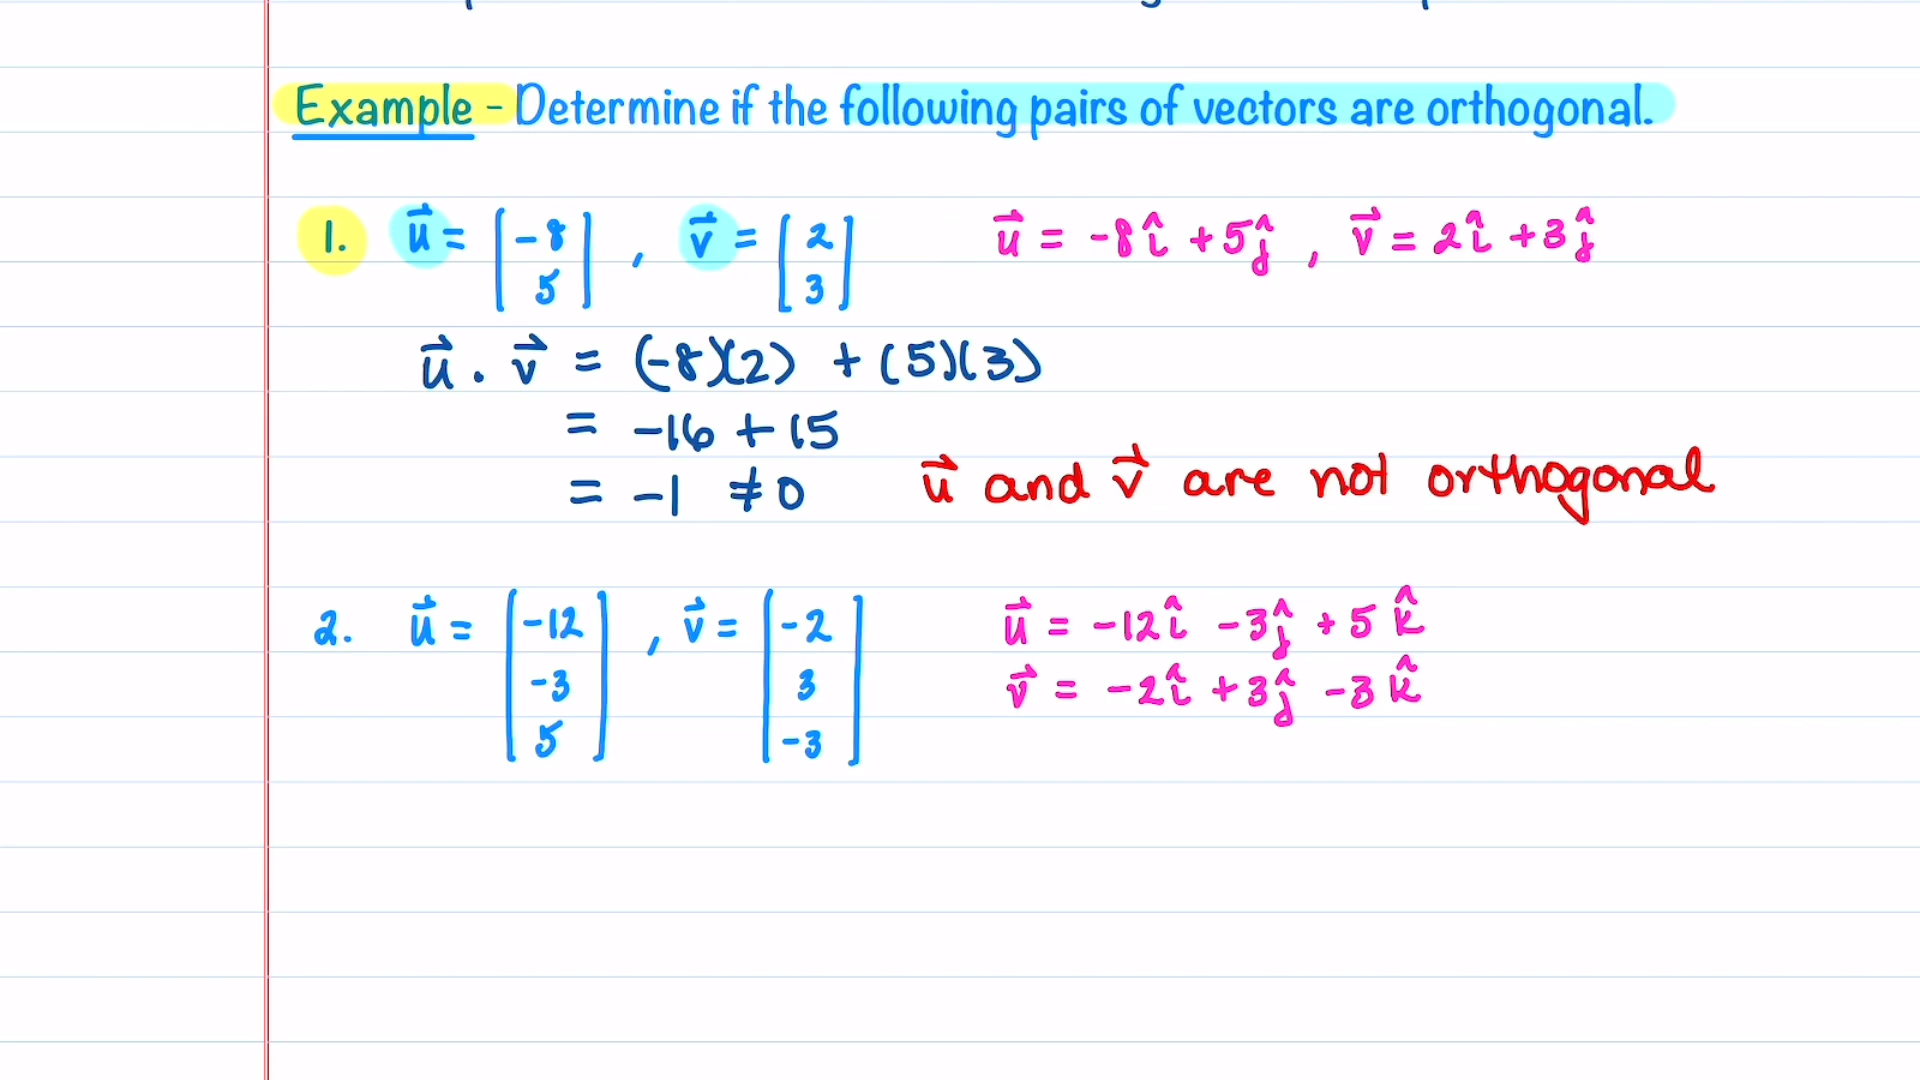 Example - Determine if the following pairs of vectors are orthogonal.
1. u⃗ = [-8 5] , v⃗ = [2 3] u⃗ = -8î + 5ĵ , v⃗ = 2î + 3ĵ
u⃗ · v⃗ = (-8)(2) + (5)(3)
= -16 + 15
= -1 ≠ 0 u⃗ and v⃗ are not orthogonal
2. u⃗ = [-12 -3 5] , v⃗ = [-2 3 -3] u⃗ = -12î - 3ĵ + 5k̂
v⃗ = -2î + 3ĵ - 3k̂